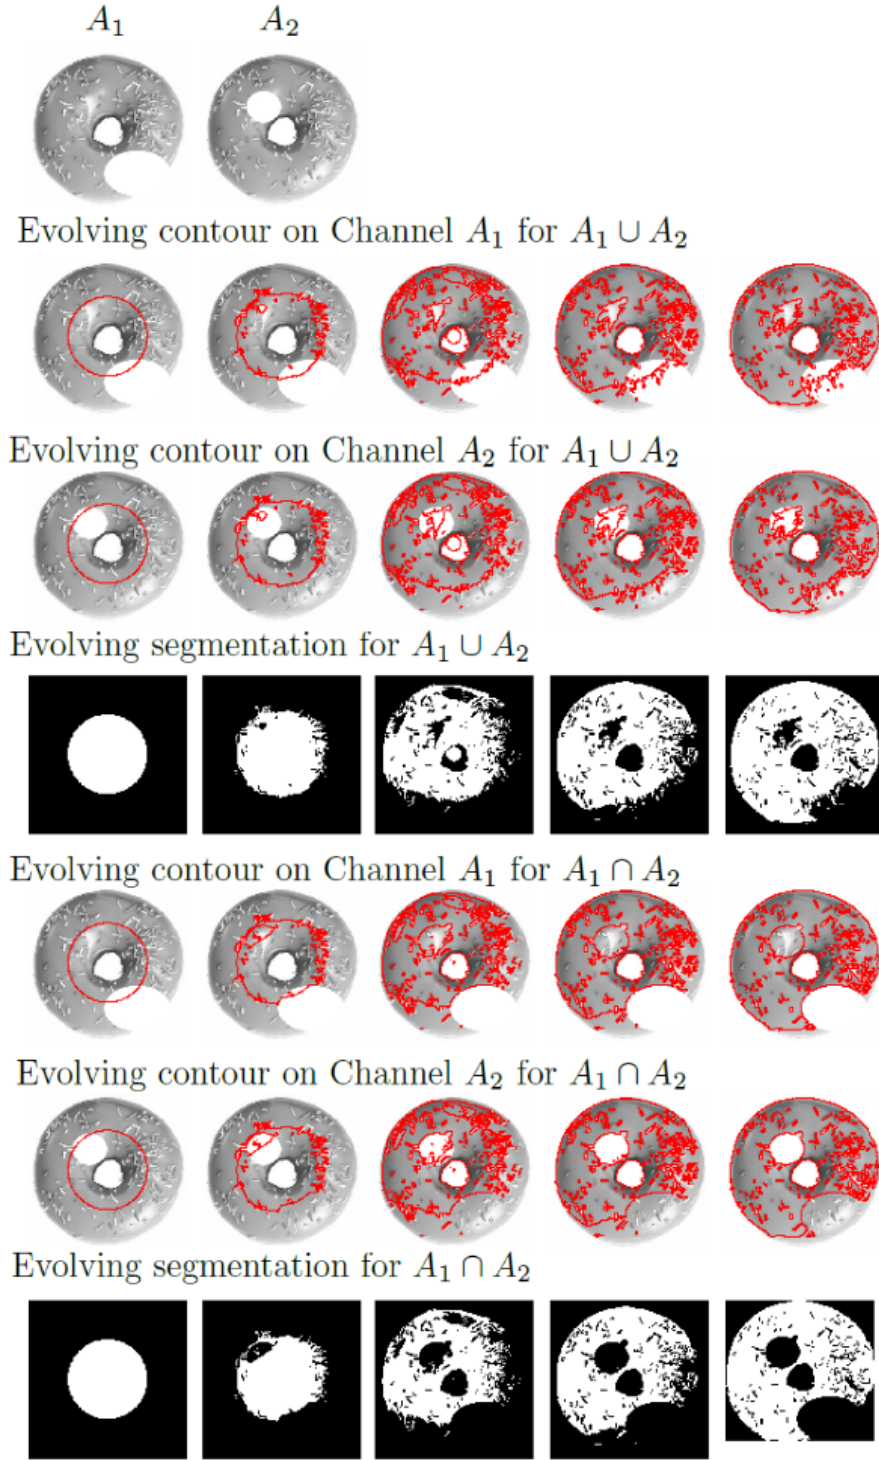 A₁ A₂
Evolving contour on Channel A₁ for A₁ ∪ A₂
Evolving contour on Channel A₂ for A₁ ∪ A₂
Evolving segmentation for A₁ ∪ A₂
Evolving contour on Channel A₁ for A₁ ∩ A₂
Evolving contour on Channel A₂ for A₁ ∩ A₂
Evolving segmentation for A₁ ∩ A₂